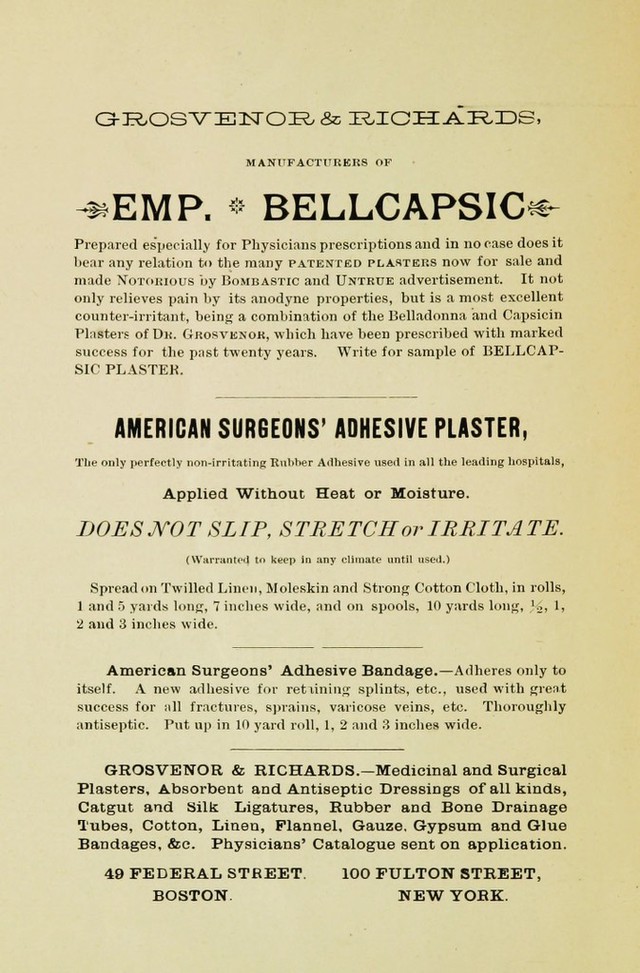 GROSVENOR & RICHARDS,
MANUFACTURERS OF
EMP. BELLCAPSIC
Prepared especially for Physicians prescriptions and in no case does it
bear any relation to the many PATENTED PLASTERS now for sale and
made NOTORIOUS by BOMBASTIC and UNTRUE advertisement. It not
only relieves pain by its anodyne properties, but is a most excellent
counter-irritant, being a combination of the Belladonna and Capsicin
Plasters of DR. GROSVENOR, which have been prescribed with marked
success for the past twenty years. Write for sample of BELLCAP-
SIC PLASTER.
AMERICAN SURGEONS' ADHESIVE PLASTER,
The only perfectly non-irritating Rubber Adhesive used in all the leading hospitals,
Applied Without Heat or Moisture.
DOES NOT SLIP, STRETCH or IRRITATE.
(Warranted to keep in any climate until used.)
Spread on Twilled Linen, Moleskin and Strong Cotton Cloth, in rolls,
1 and 5 yards long, 7 inches wide, and on spools, 10 yards long, ½, 1,
2 and 3 inches wide.
American Surgeons' Adhesive Bandage.—Adheres only to
itself. A new adhesive for retaining splints, etc., used with great
success for all fractures, sprains, varicose veins, etc. Thoroughly
antiseptic. Put up in 10 yard roll, 1, 2 and 3 inches wide.
GROSVENOR & RICHARDS.—Medicinal and Surgical
Plasters, Absorbent and Antiseptic Dressings of all kinds,
Catgut and Silk Ligatures, Rubber and Bone Drainage
Tubes, Cotton, Linen, Flannel, Gauze, Gypsum and Glue
Bandages, &c. Physicians' Catalogue sent on application.
49 FEDERAL STREET. 100 FULTON STREET,
BOSTON. NEW YORK.